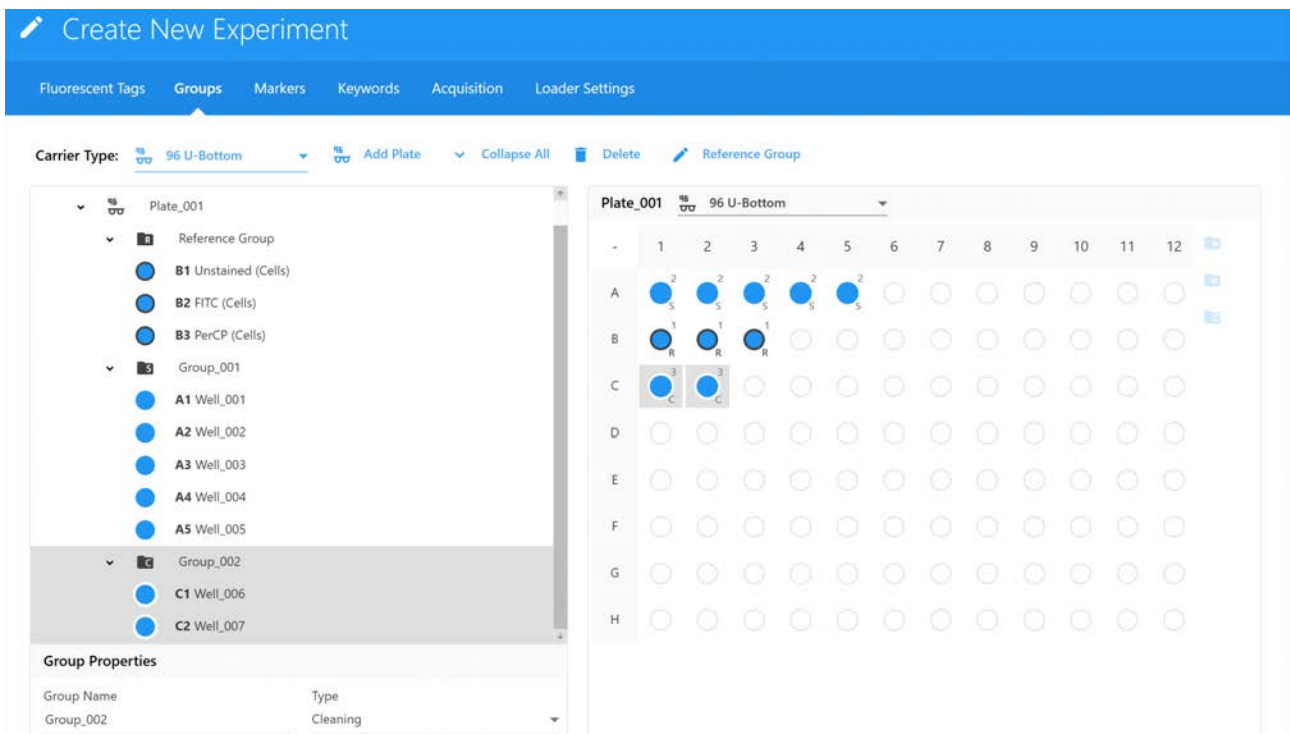 Create New Experiment
Fluorescent Tags Groups Markers Keywords Acquisition Loader Settings
Carrier Type: 96 96 U-Bottom 96 Add Plate Collapse All Delete Reference Group
96 Plate_001
R Reference Group
B1 Unstained (Cells)
B2 FITC (Cells)
B3 PerCP (Cells)
S Group_001
A1 Well_001
A2 Well_002
A3 Well_003
A4 Well_004
A5 Well_005
C Group_002
C1 Well_006
C2 Well_007
Group Properties
Group Name Type
Group_002 Cleaning
Plate_001 96 96 U-Bottom
- 1 2 3 4 5 6 7 8 9 10 11 12
A 2 S 2 S 2 S 2 S 2 S
B 1 R 1 R 1 R
C 3 C 3 C
D
E
F
G
H